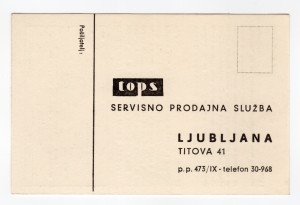 Pošiljatelj:
tops
SERVISNO PRODAJNA SLUŽBA
LJUBLJANA
TITOVA 41
p.p. 473/IX - telefon 30-968